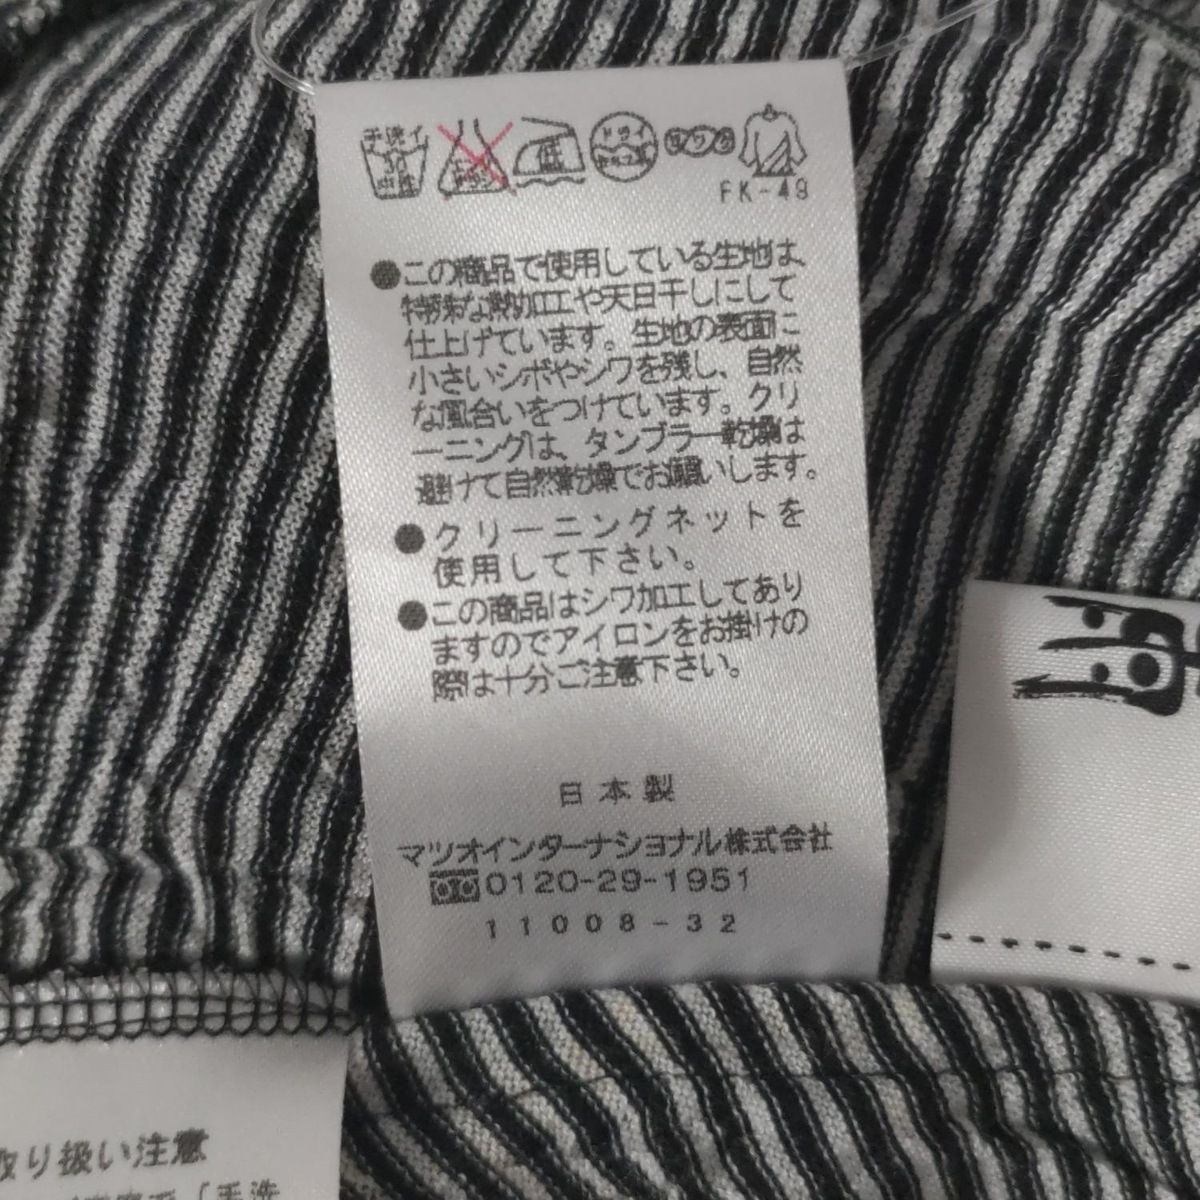 手洗イ
30
中性
エンソ
サラシ
低
ドライ
セキユ系
FK-49
●この商品で使用している生地は、
特殊な熱加工や天日干しにして
仕上げています。生地の表面に
小さいシボやシワを残し、自然
な風合いをつけています。クリ
ーニングは、タンブラー乾燥は
避けて自然乾燥でお願いします。
●クリーニングネットを
使用して下さい。
●この商品はシワ加工してあり
ますのでアイロンをお掛けの
際は十分ご注意下さい。
日本製
マツオインターナショナル株式会社
0120-29-1951
11008-32
取り扱い注意
「手洗